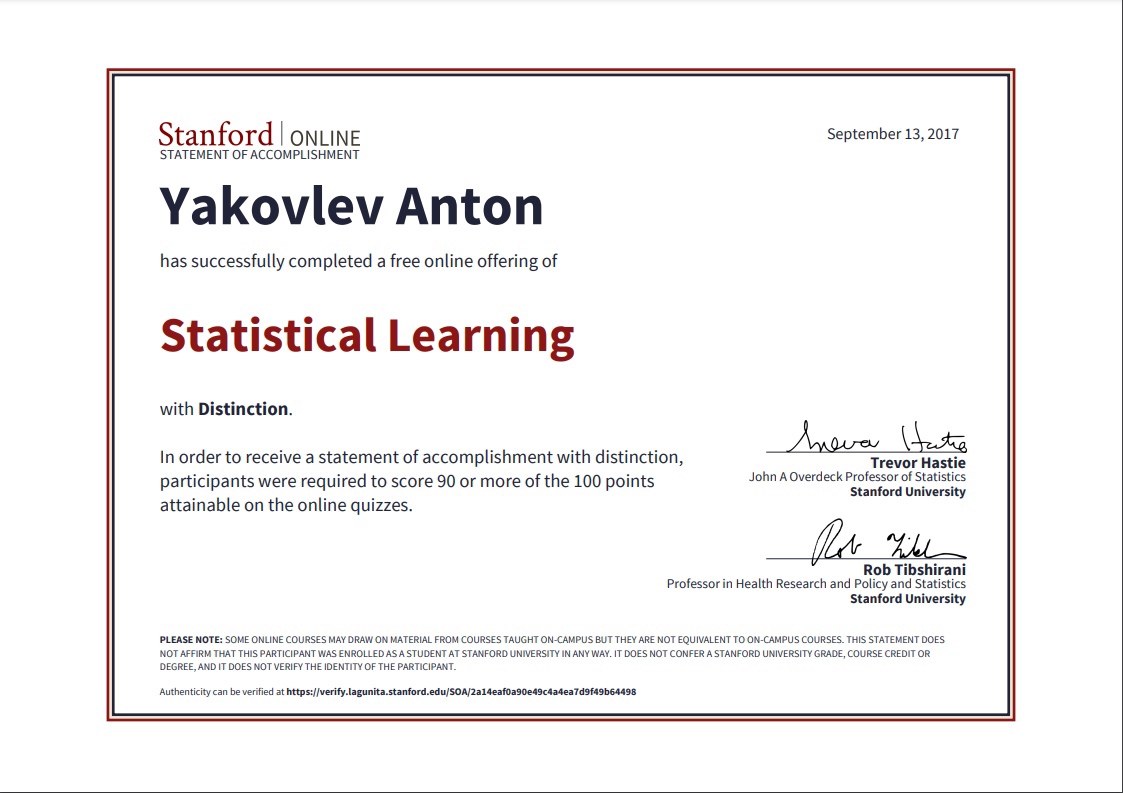 Stanford | ONLINE
STATEMENT OF ACCOMPLISHMENT
September 13, 2017
Yakovlev Anton
has successfully completed a free online offering of
Statistical Learning
with Distinction.
In order to receive a statement of accomplishment with distinction,
participants were required to score 90 or more of the 100 points
attainable on the online quizzes.
Trevor Hastie
John A Overdeck Professor of Statistics
Stanford University
Rob Tibshirani
Professor in Health Research and Policy and Statistics
Stanford University
PLEASE NOTE: SOME ONLINE COURSES MAY DRAW ON MATERIAL FROM COURSES TAUGHT ON-CAMPUS BUT THEY ARE NOT EQUIVALENT TO ON-CAMPUS COURSES. THIS STATEMENT DOES
NOT AFFIRM THAT THIS PARTICIPANT WAS ENROLLED AS A STUDENT AT STANFORD UNIVERSITY IN ANY WAY. IT DOES NOT CONFER A STANFORD UNIVERSITY GRADE, COURSE CREDIT OR
DEGREE, AND IT DOES NOT VERIFY THE IDENTITY OF THE PARTICIPANT.
Authenticity can be verified at https://verify.lagunita.stanford.edu/SOA/2a14eaf0a90e49c4a4ea7d9f49b64498